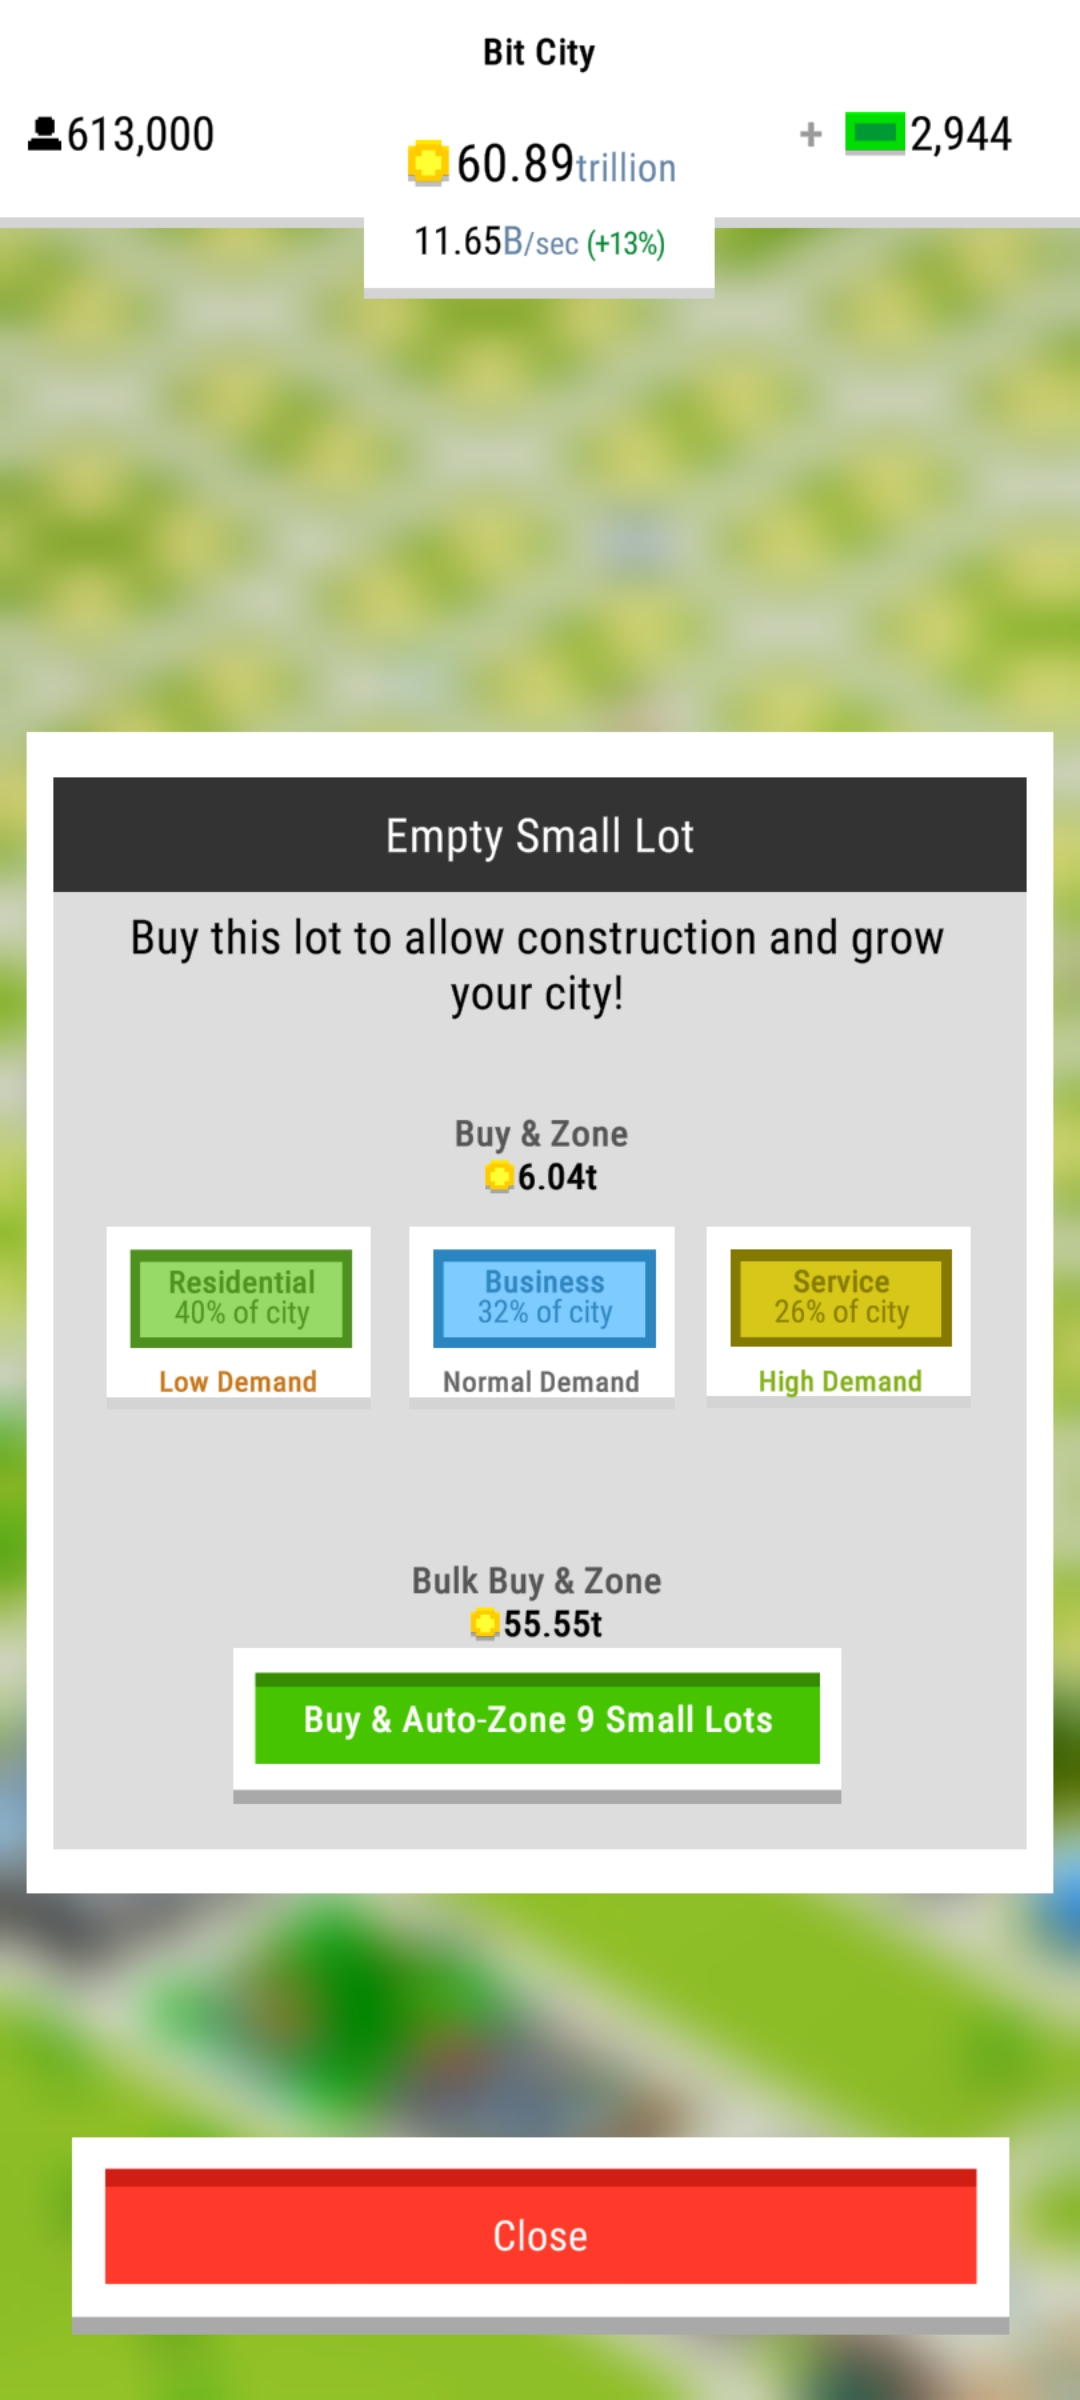 Bit City
613,000
60.89trillion
+ 2,944
11.65B/sec (+13%)
Empty Small Lot
Buy this lot to allow construction and grow
your city!
Buy & Zone
6.04t
Residential
40% of city
Low Demand
Business
32% of city
Normal Demand
Service
26% of city
High Demand
Bulk Buy & Zone
55.55t
Buy & Auto-Zone 9 Small Lots
Close